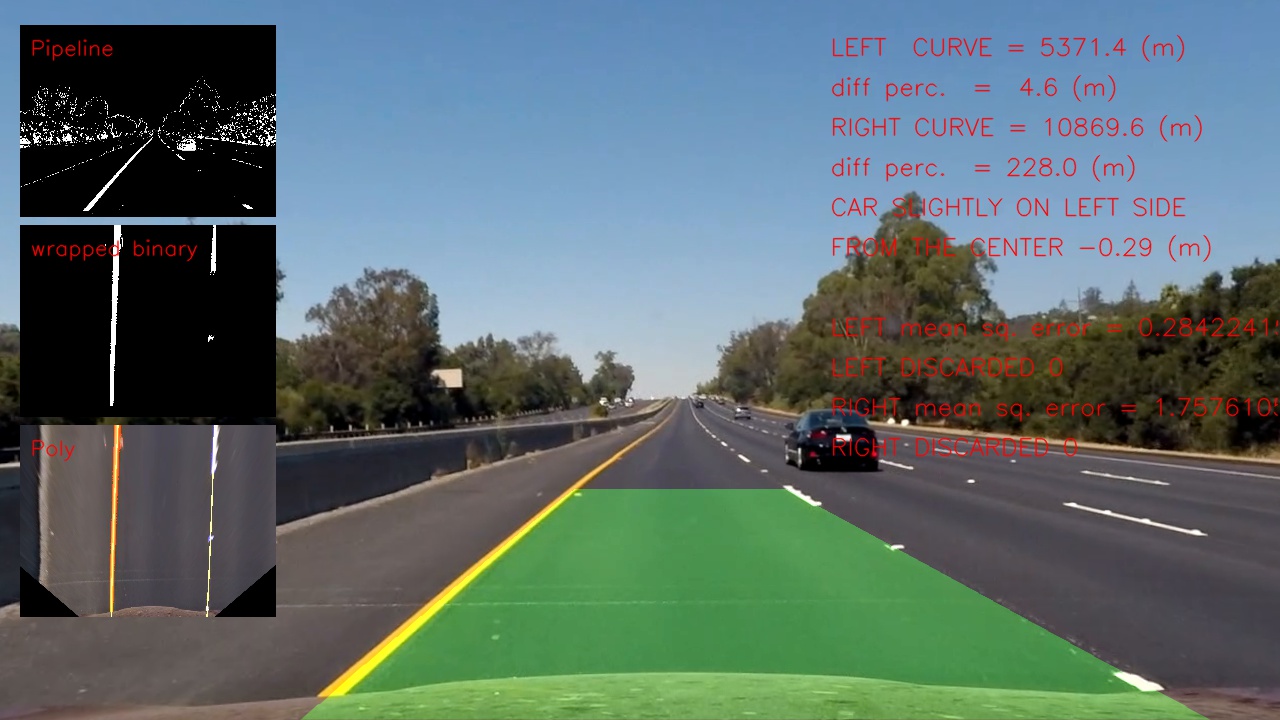 Pipeline
wrapped binary
Poly
LEFT CURVE = 5371.4 (m)
diff perc. = 4.6 (m)
RIGHT CURVE = 10869.6 (m)
diff perc. = 228.0 (m)
CAR SLIGHTLY ON LEFT SIDE
FROM THE CENTER -0.29 (m)
LEFT mean sq. error = 0.2842241
LEFT DISCARDED 0
RIGHT mean sq. error = 1.757610
RIGHT DISCARDED 0